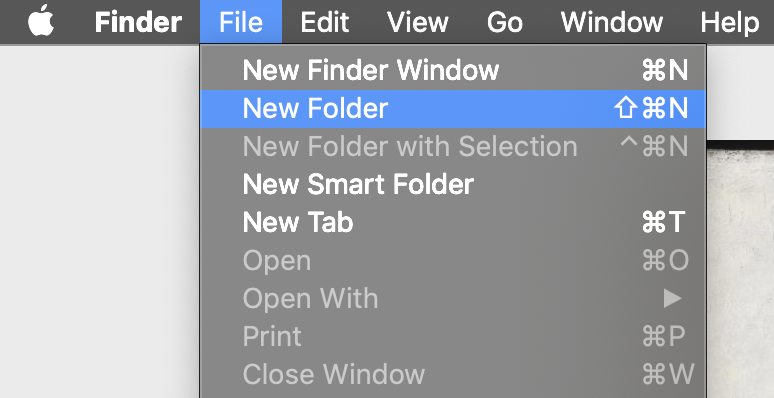 Finder File Edit View Go Window Help
New Finder Window ⌘N
New Folder ⇧⌘N
New Folder with Selection ^⌘N
New Smart Folder
New Tab ⌘T
Open ⌘O
Open With ▶
Print ⌘P
Close Window ⌘W